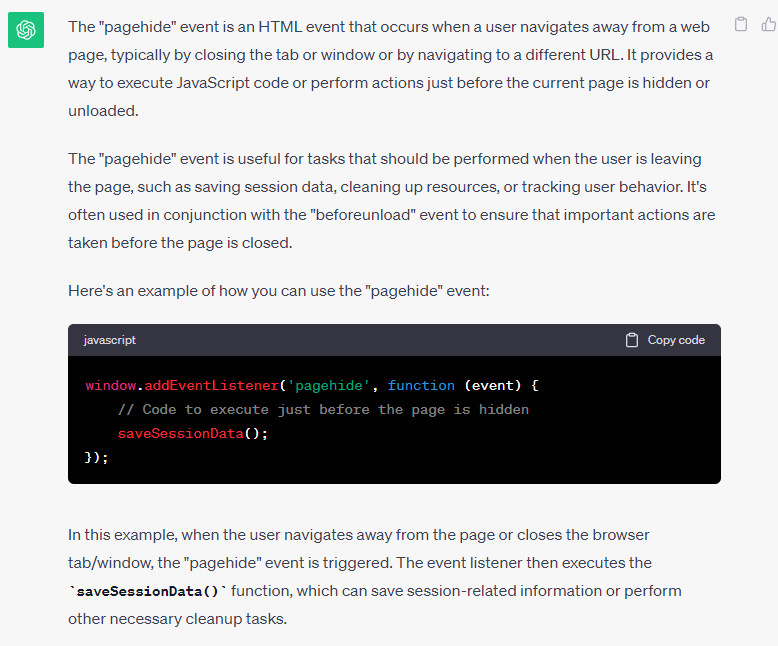 The "pagehide" event is an HTML event that occurs when a user navigates away from a web
page, typically by closing the tab or window or by navigating to a different URL. It provides a
way to execute JavaScript code or perform actions just before the current page is hidden or
unloaded.
The "pagehide" event is useful for tasks that should be performed when the user is leaving
the page, such as saving session data, cleaning up resources, or tracking user behavior. It's
often used in conjunction with the "beforeunload" event to ensure that important actions are
taken before the page is closed.
Here's an example of how you can use the "pagehide" event:
javascript Copy code
window.addEventListener('pagehide', function (event) {
    // Code to execute just before the page is hidden
    saveSessionData();
});
In this example, when the user navigates away from the page or closes the browser
tab/window, the "pagehide" event is triggered. The event listener then executes the
`saveSessionData()` function, which can save session-related information or perform
other necessary cleanup tasks.